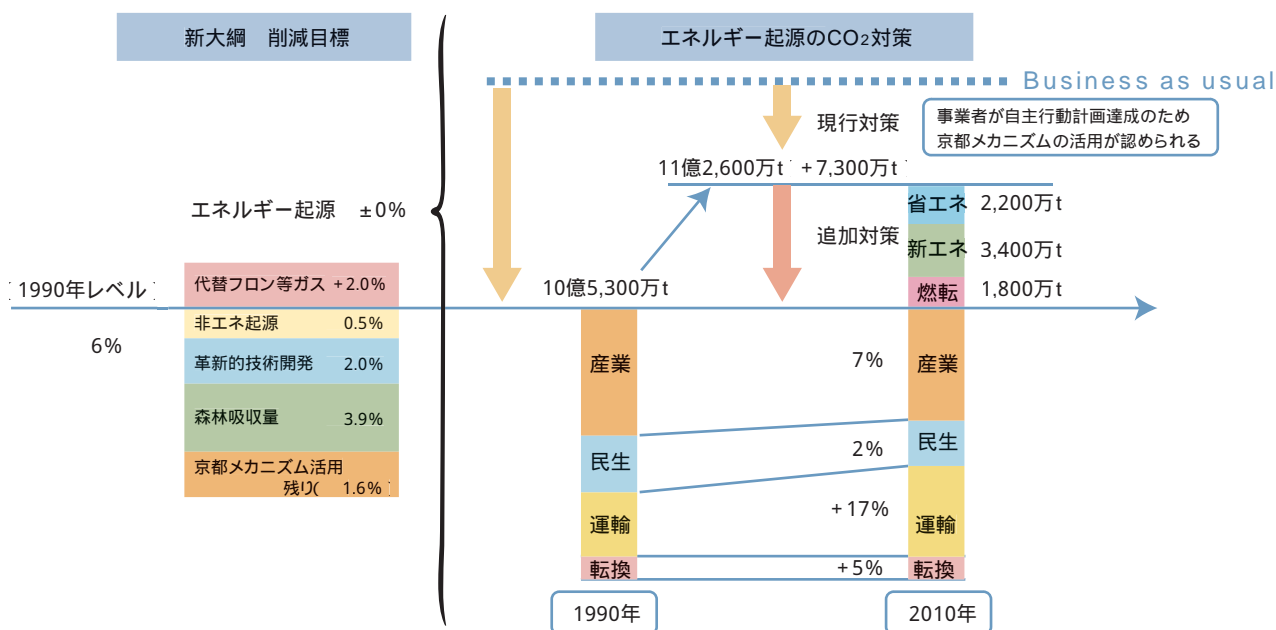 新大綱 削減目標
エネルギー起源のCO₂対策
Business as usual
事業者が自主行動計画達成のため
京都メカニズムの活用が認められる
現行対策
11億2,600万t +7,300万t
エネルギー起源 ±0%
追加対策
省エネ 2,200万t
新エネ 3,400万t
燃転 1,800万t
10億5,300万t
1990年レベル
6%
代替フロン等ガス +2.0%
非エネ起源 0.5%
革新的技術開発 2.0%
森林吸収量 3.9%
京都メカニズム活用
残り( 1.6%)
産業 7% 産業
民生 2% 民生
運輸 +17% 運輸
転換 +5% 転換
1990年
2010年